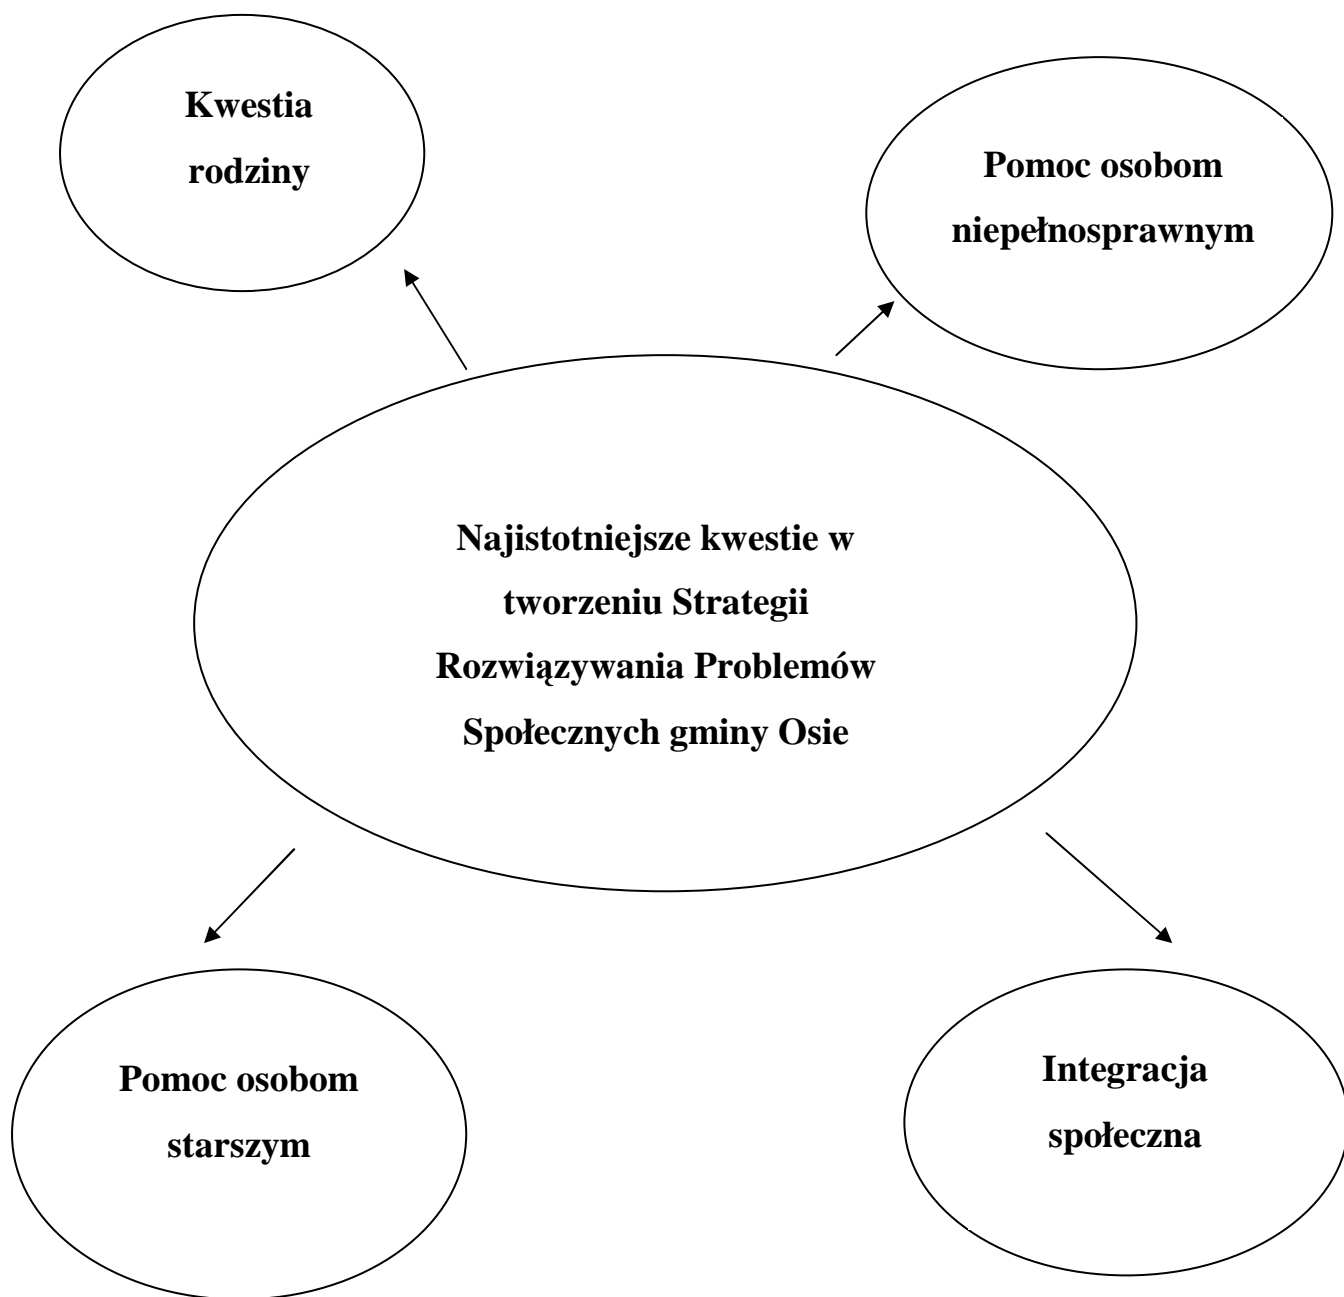 Kwestia
rodziny
Pomoc osobom
niepełnosprawnym
Najistotniejsze kwestie w
tworzeniu Strategii
Rozwiązywania Problemów
Społecznych gminy Osie
Pomoc osobom
starszym
Integracja
społeczna